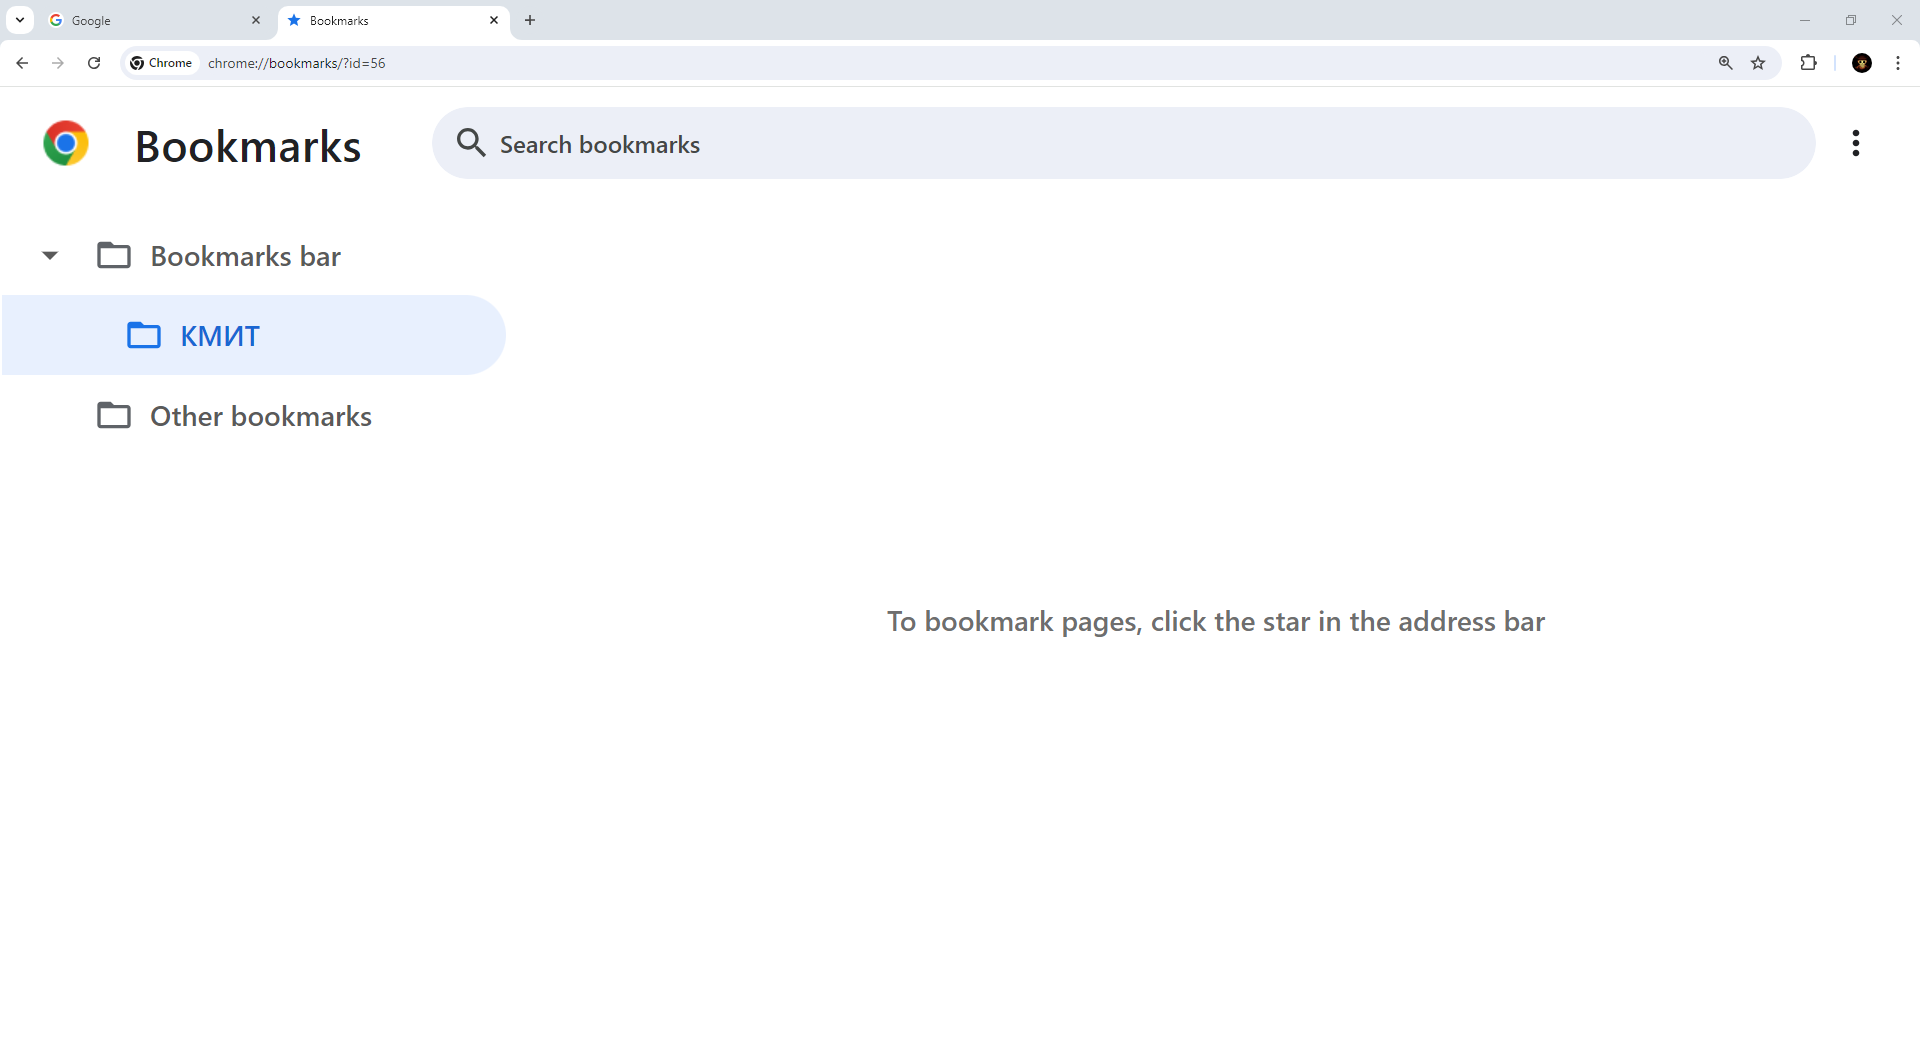 Google
Bookmarks
Chrome
chrome://bookmarks/?id=56
Bookmarks
Search bookmarks
Bookmarks bar
КМИТ
Other bookmarks
To bookmark pages, click the star in the address bar